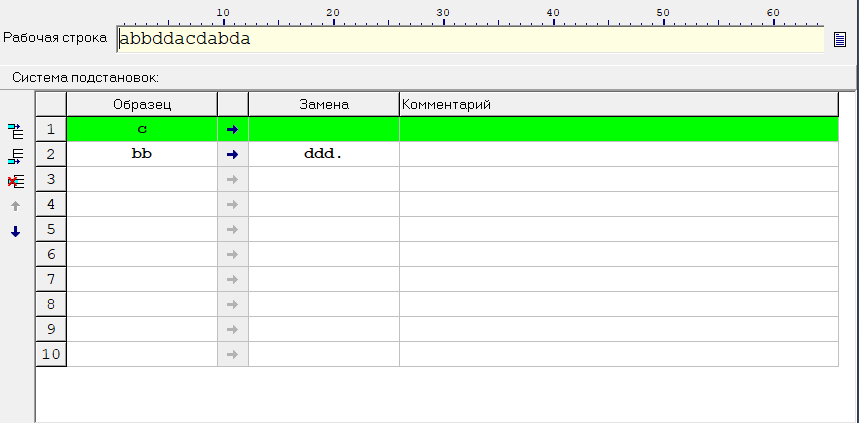 10 20 30 40 50 60
Рабочая строка abbddacdabda
Система подстановок:
Образец Замена Комментарий
1 c →
2 bb → ddd.
3 →
4 →
5 →
6 →
7 →
8 →
9 →
10 →